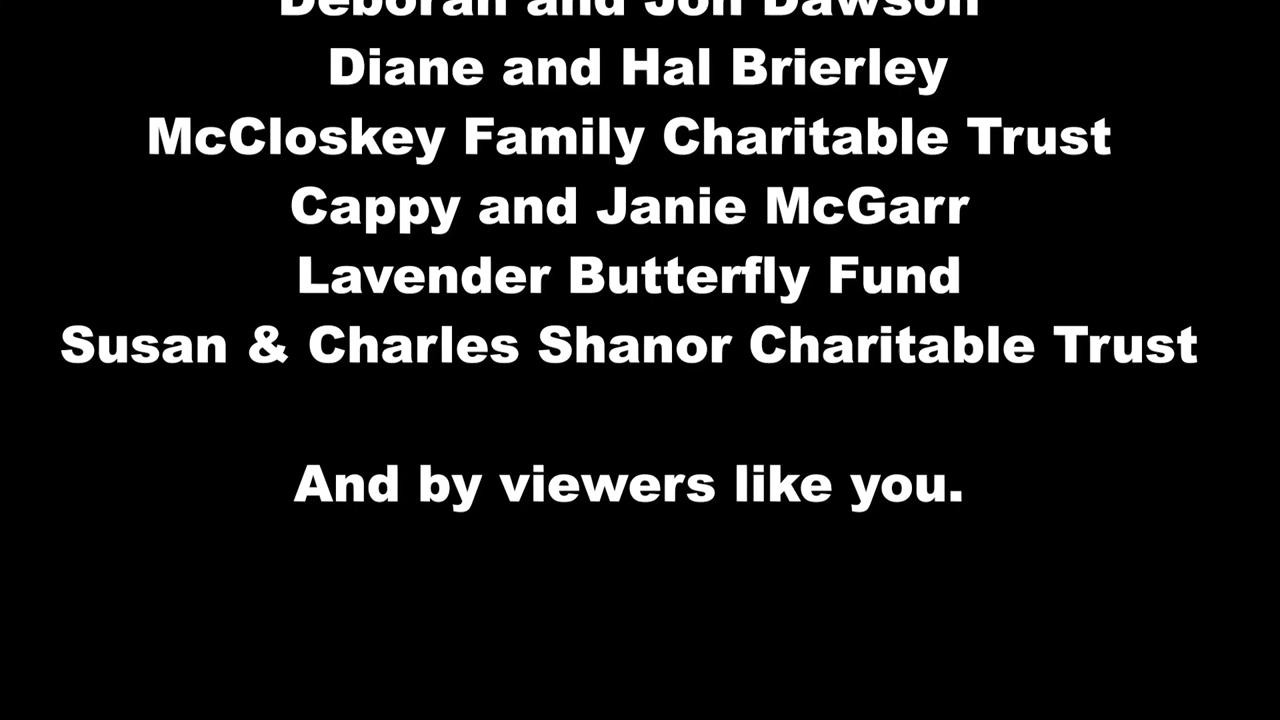 Deborah and Jon Dawson
Diane and Hal Brierley
McCloskey Family Charitable Trust
Cappy and Janie McGarr
Lavender Butterfly Fund
Susan & Charles Shanor Charitable Trust
And by viewers like you.